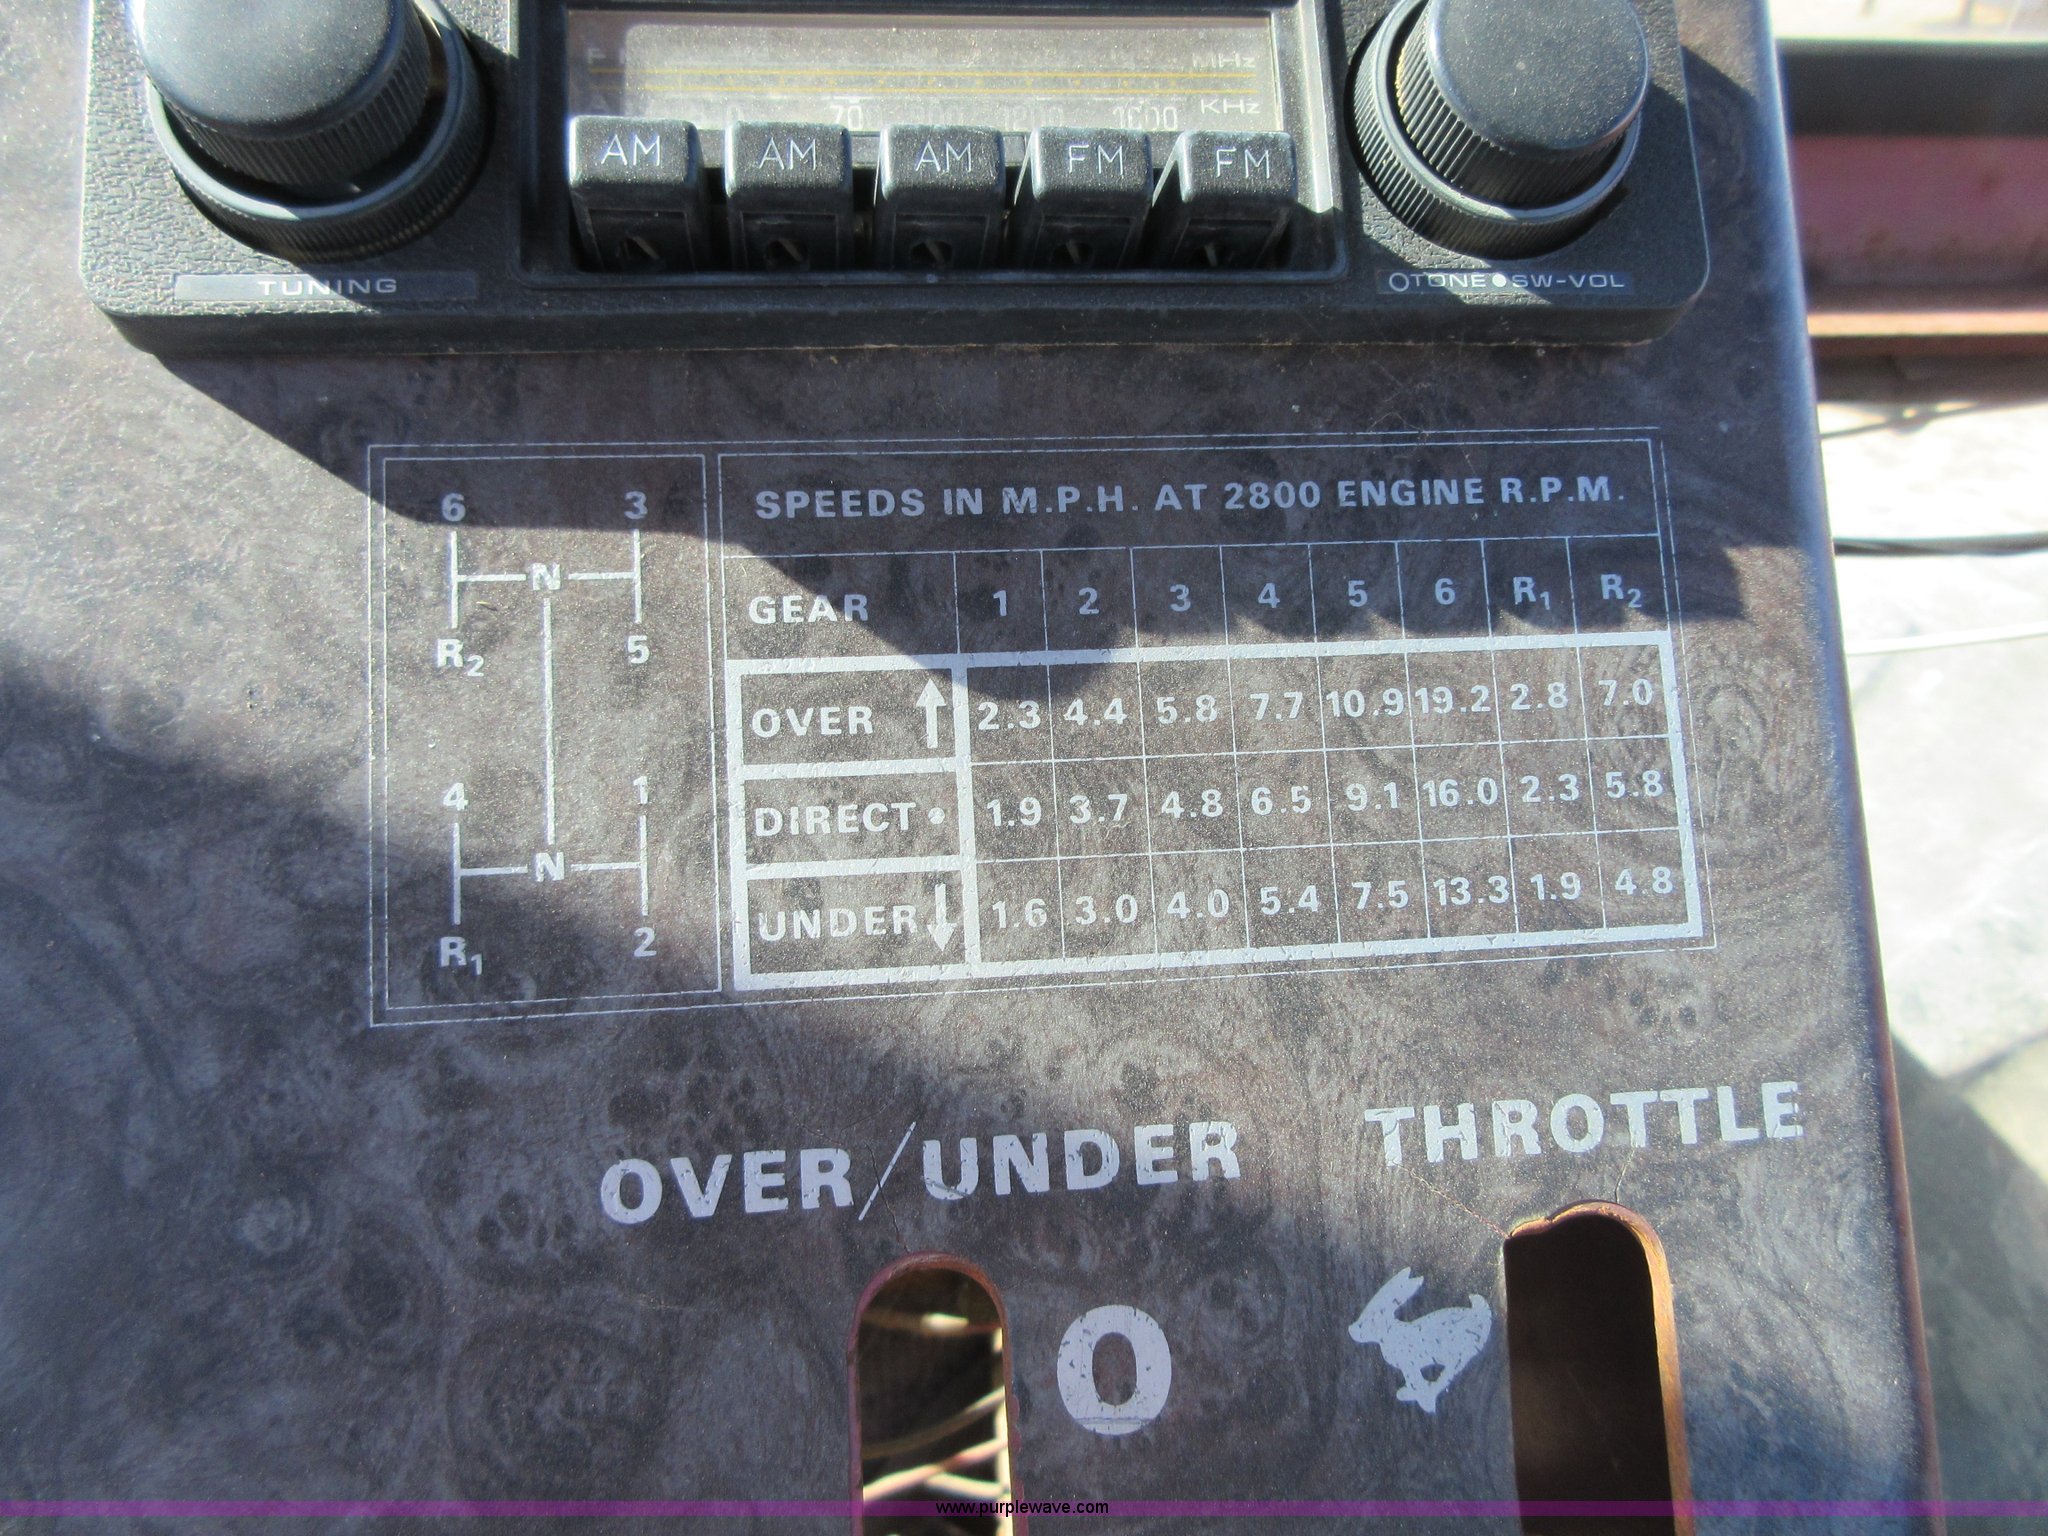 MHz
70 1600 KHz
AM AM AM FM FM
TUNING
TONE SW-VOL
6 3
N
R2 5
4 1
N
R1 2
SPEEDS IN M.P.H. AT 2800 ENGINE R.P.M.
GEAR 1 2 3 4 5 6 R1 R2
OVER ↑ 2.3 4.4 5.8 7.7 10.9 19.2 2.8 7.0
DIRECT • 1.9 3.7 4.8 6.5 9.1 16.0 2.3 5.8
UNDER ↓ 1.6 3.0 4.0 5.4 7.5 13.3 1.9 4.8
OVER/UNDER
THROTTLE
O
www.purplewave.com